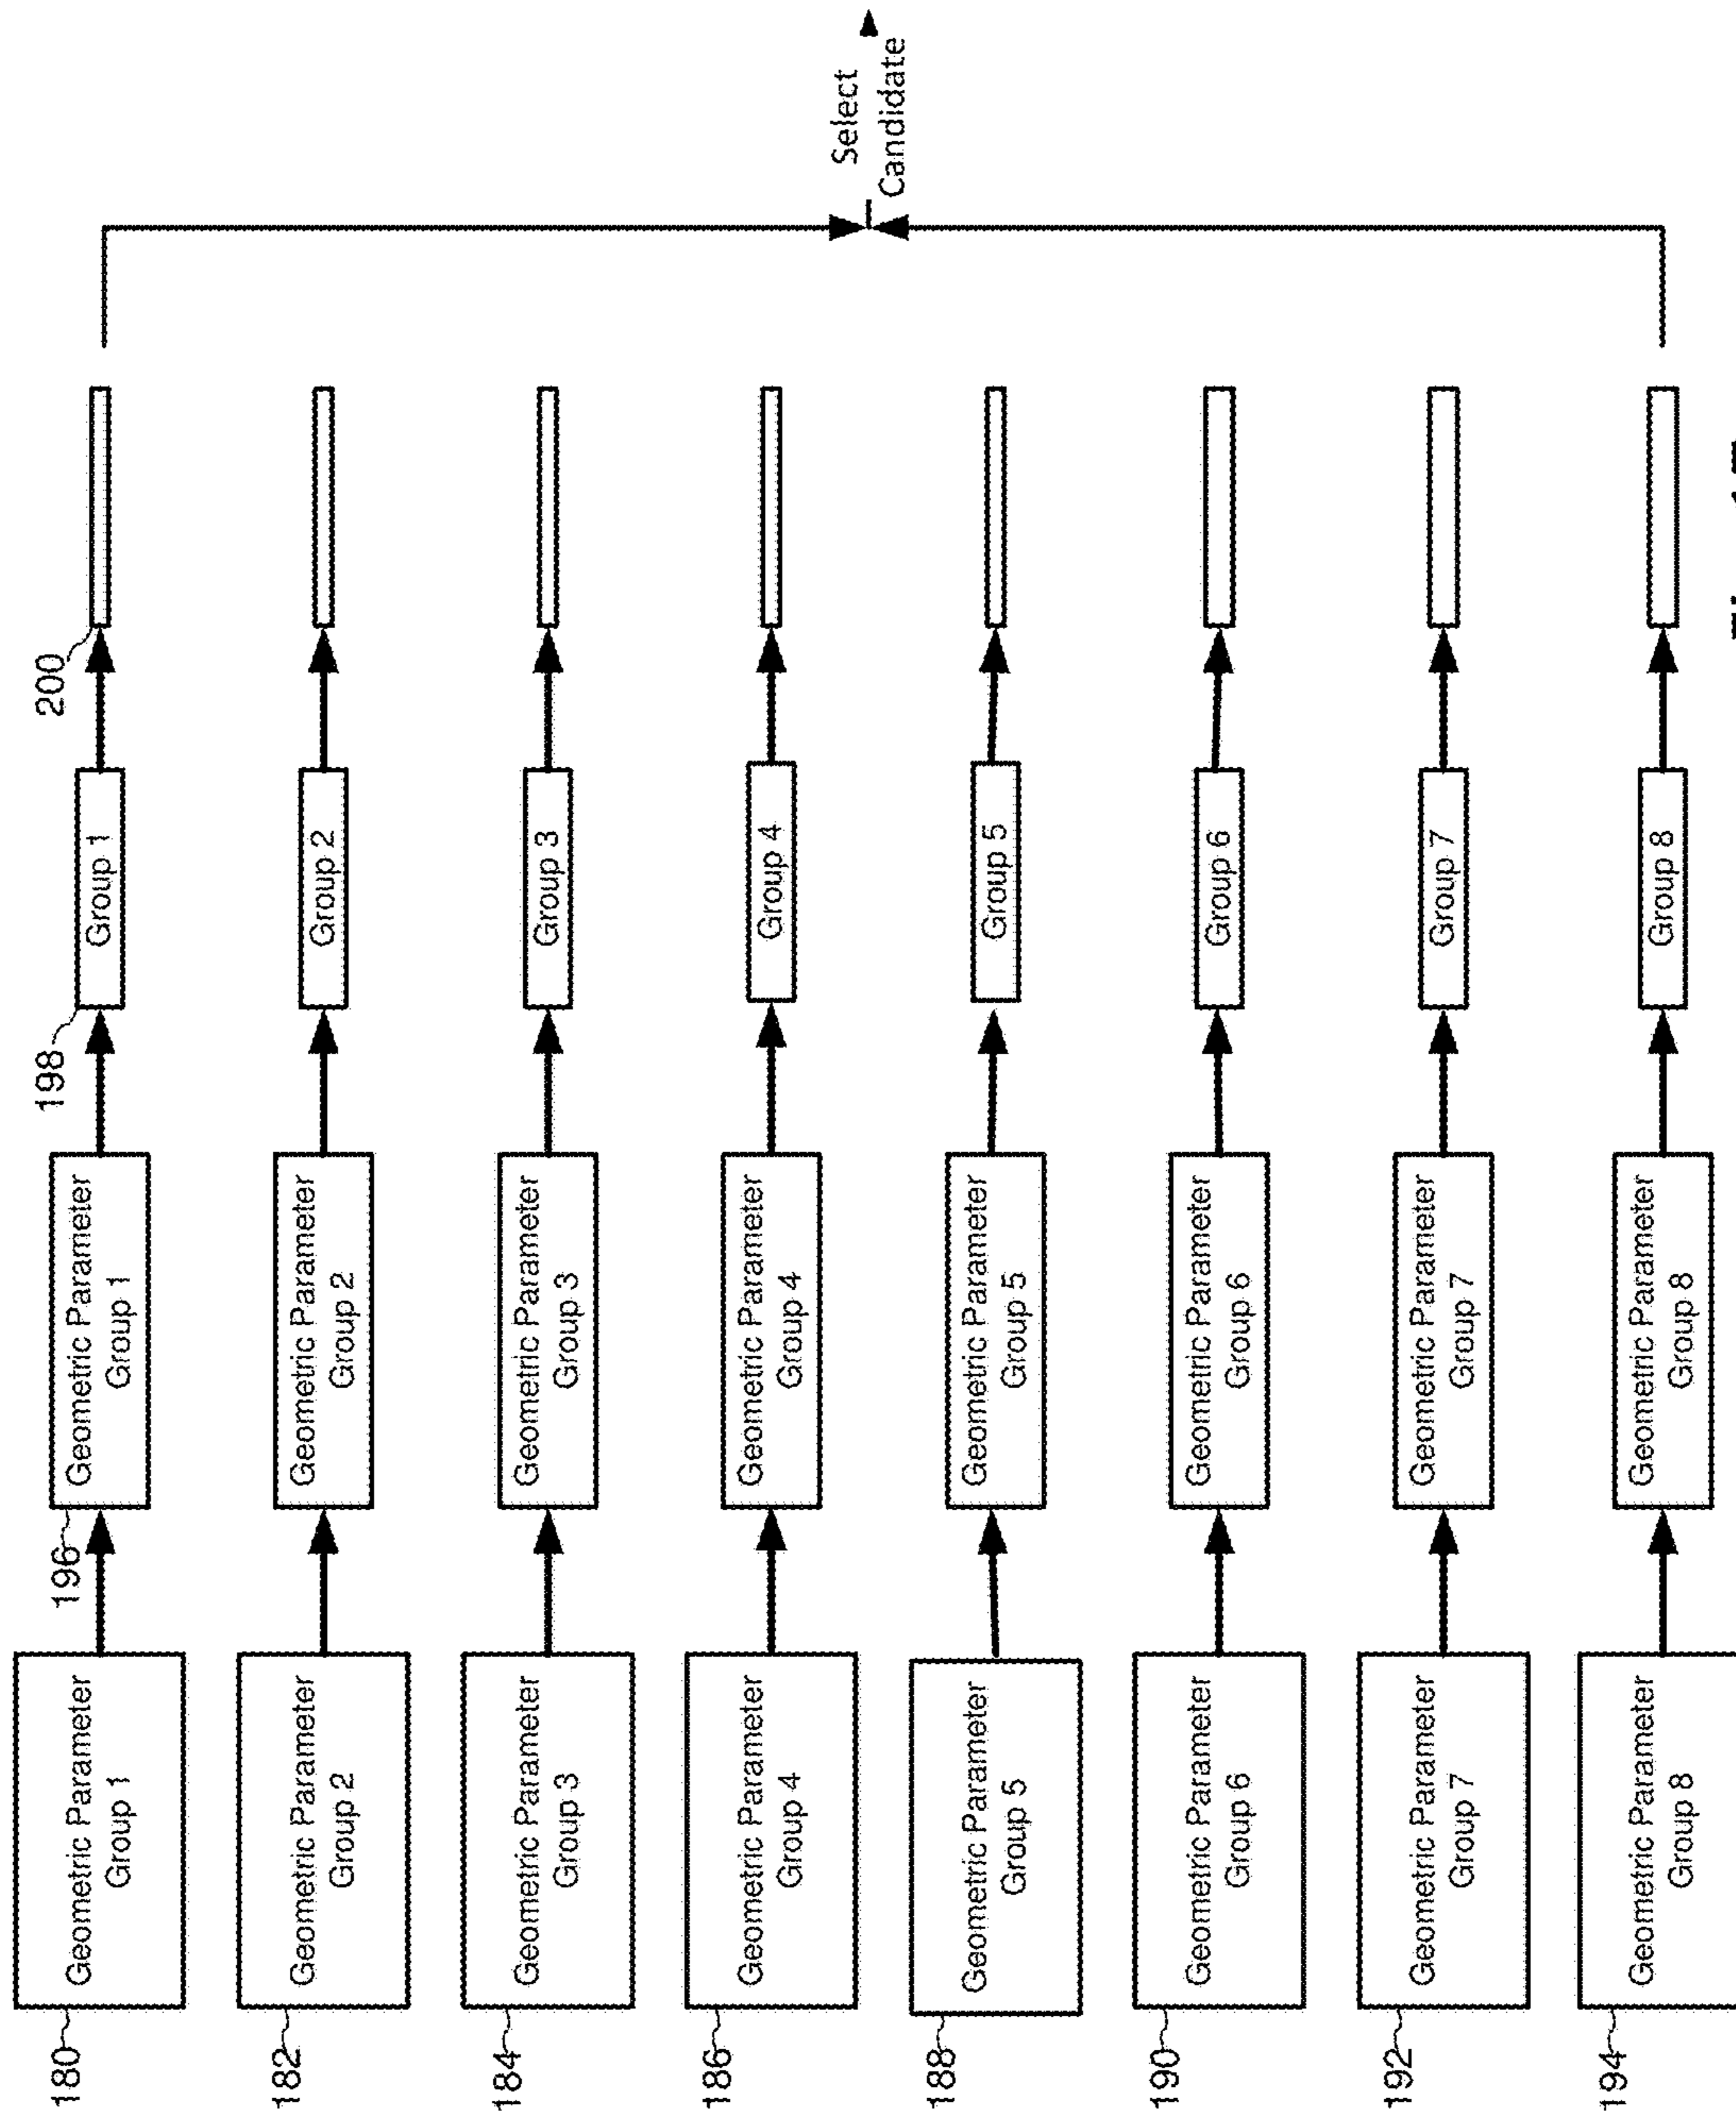 180
Geometric Parameter
Group 1
196
Geometric Parameter
Group 1
198
Group 1
200
182
Geometric Parameter
Group 2
Geometric Parameter
Group 2
Group 2
184
Geometric Parameter
Group 3
Geometric Parameter
Group 3
Group 3
186
Geometric Parameter
Group 4
Geometric Parameter
Group 4
Group 4
Select
Candidate
188
Geometric Parameter
Group 5
Geometric Parameter
Group 5
Group 5
190
Geometric Parameter
Group 6
Geometric Parameter
Group 6
Group 6
192
Geometric Parameter
Group 7
Geometric Parameter
Group 7
Group 7
194
Geometric Parameter
Group 8
Geometric Parameter
Group 8
Group 8